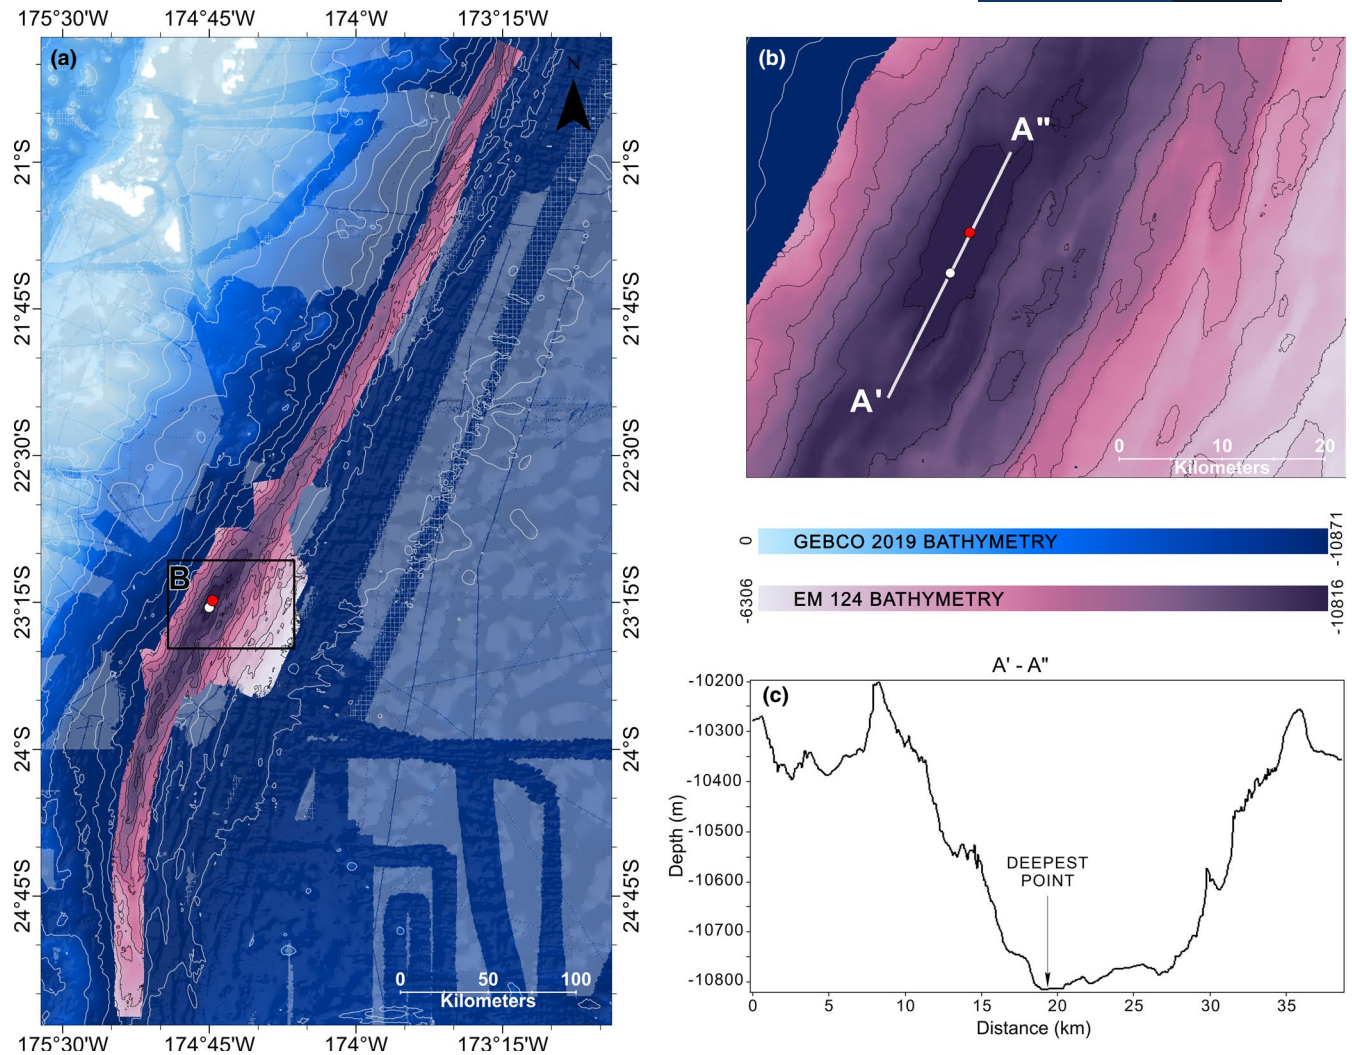 175°30'W 174°45'W 174°W 173°15'W
(a)
N
21°S
21°45'S
22°30'S
23°15'S
24°S
24°45'S
21°S
21°45'S
22°30'S
23°15'S
24°S
24°45'S
B
0 50 100
Kilometers
175°30'W 174°45'W 174°W 173°15'W
(b)
A"
A'
0 10 20
Kilometers
0 GEBCO 2019 BATHYMETRY -10871
-6306 EM 124 BATHYMETRY -10816
A' - A"
(c)
Depth (m)
-10200
-10300
-10400
-10500
-10600
-10700
-10800
DEEPEST
POINT
0 5 10 15 20 25 30 35
Distance (km)